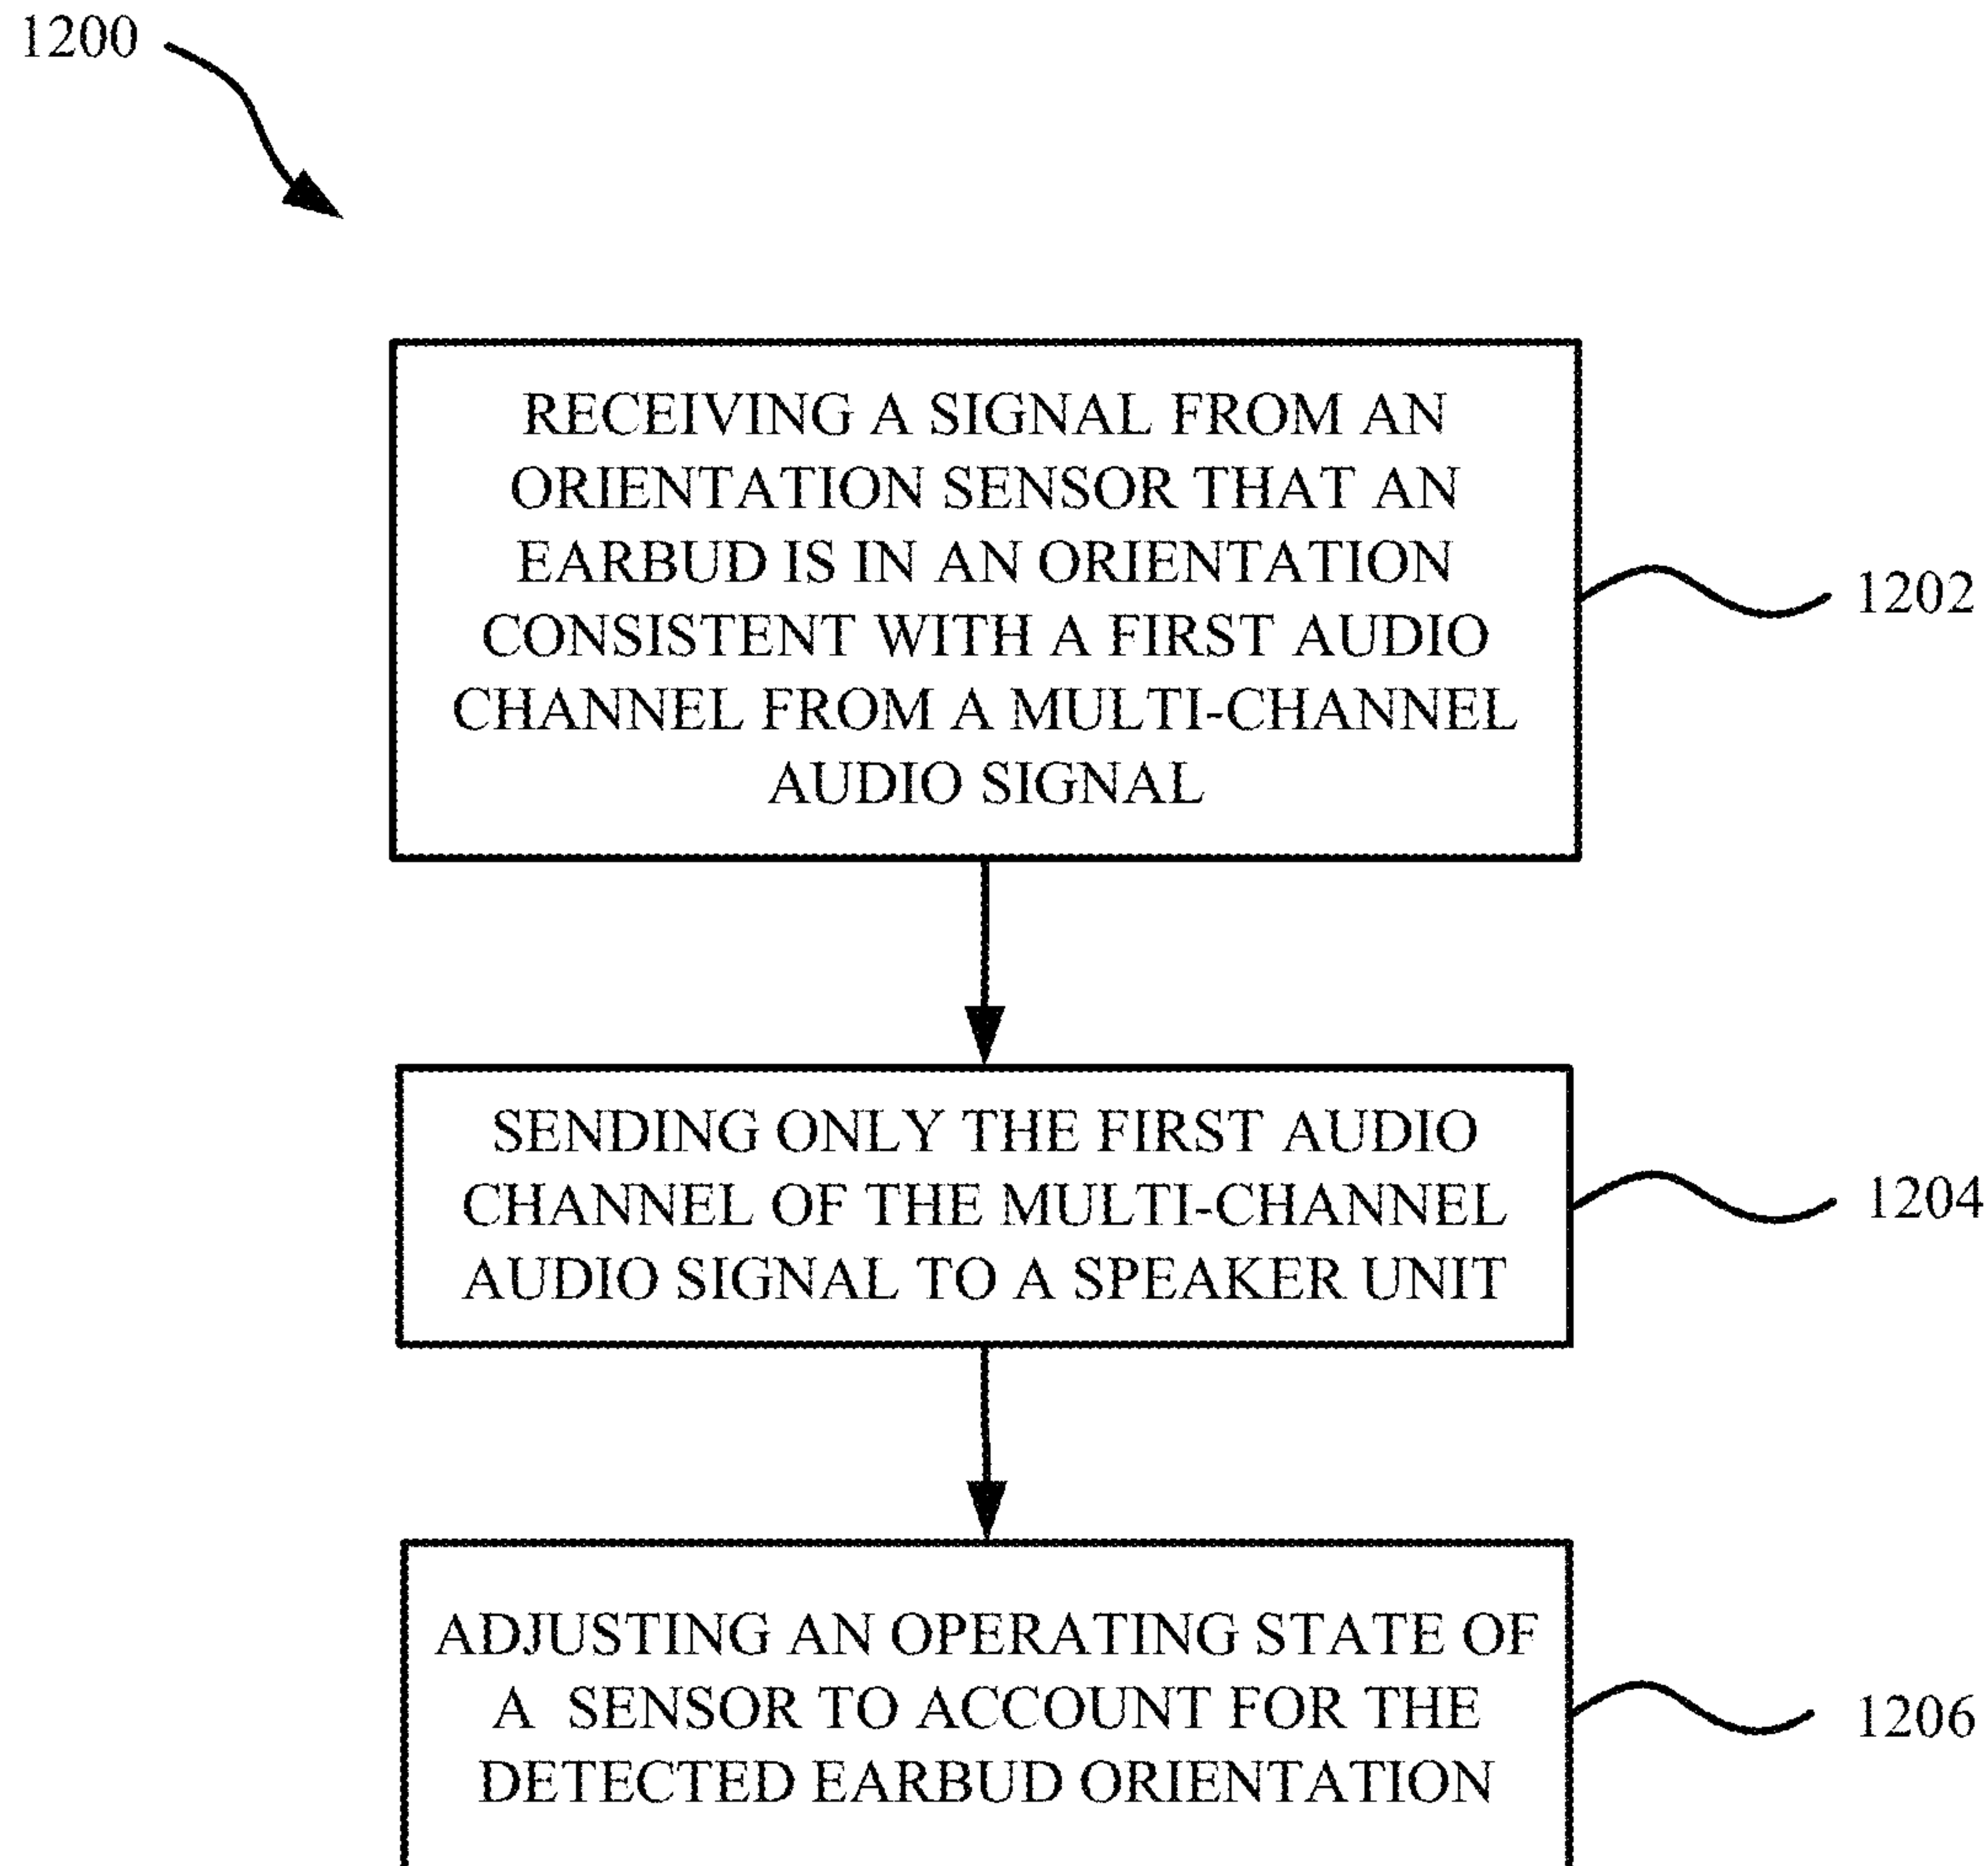 1200
RECEIVING A SIGNAL FROM AN
ORIENTATION SENSOR THAT AN
EARBUD IS IN AN ORIENTATION
CONSISTENT WITH A FIRST AUDIO
CHANNEL FROM A MULTI-CHANNEL
AUDIO SIGNAL
1202
SENDING ONLY THE FIRST AUDIO
CHANNEL OF THE MULTI-CHANNEL
AUDIO SIGNAL TO A SPEAKER UNIT
1204
ADJUSTING AN OPERATING STATE OF
A SENSOR TO ACCOUNT FOR THE
DETECTED EARBUD ORIENTATION
1206